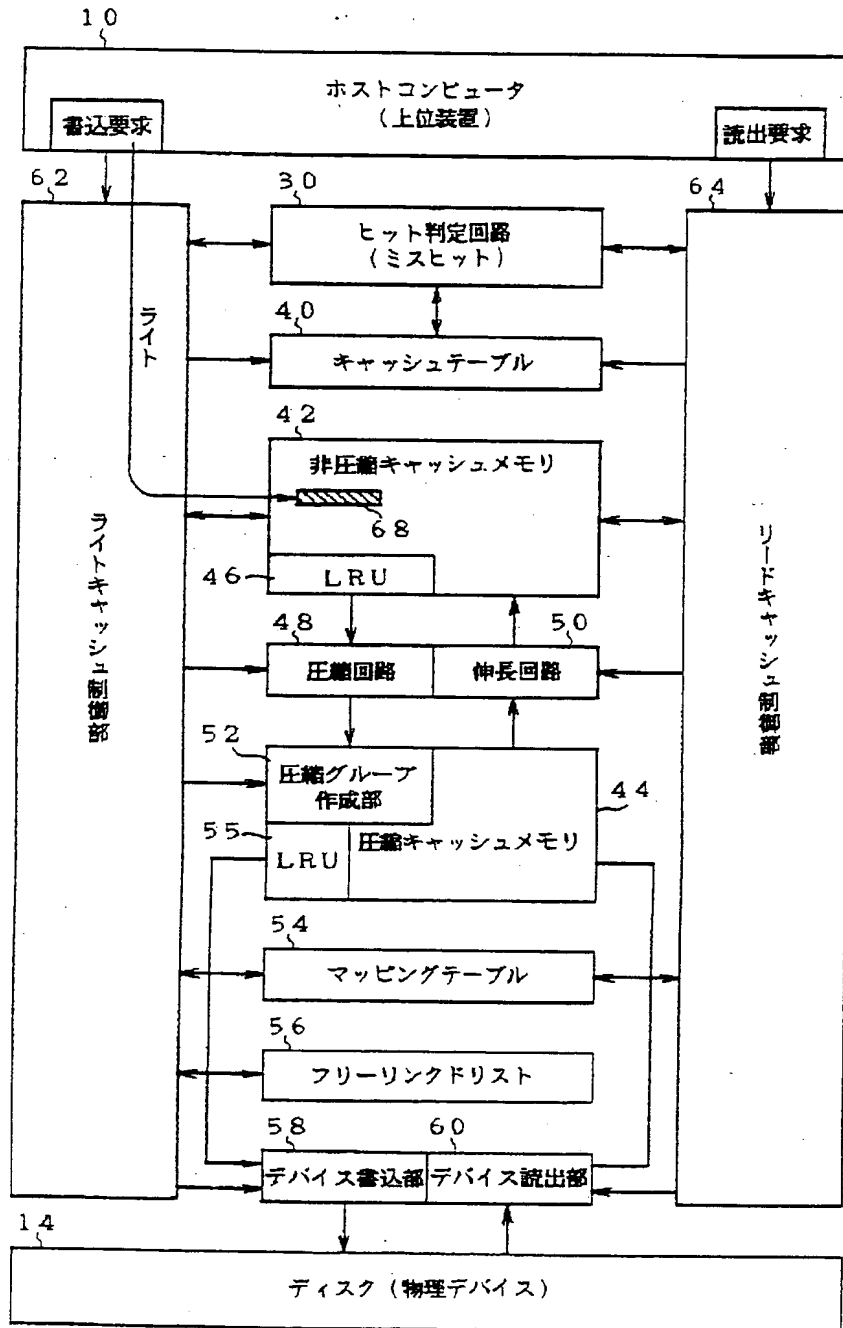 10
ホストコンピュータ
(上位装置)
書込要求
読出要求
62
30
64
ヒット判定回路
(ミスヒット)
ライト
40
キャッシュテーブル
42
非圧縮キャッシュメモリ
68
46
LRU
ライトキャッシュ制御部
リードキャッシュ制御部
48
50
圧縮回路
伸長回路
52
圧縮グループ
作成部
44
55
LRU
圧縮キャッシュメモリ
54
マッピングテーブル
56
フリーリンクドリスト
58
60
デバイス書込部
デバイス読出部
14
ディスク(物理デバイス)